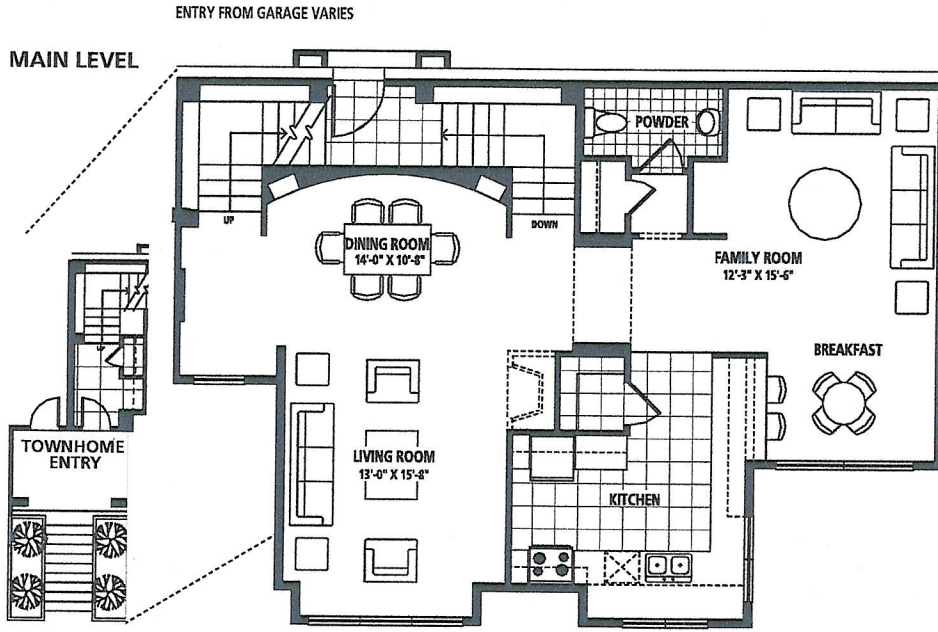 ENTRY FROM GARAGE VARIES
MAIN LEVEL
POWDER
UP
DOWN
DINING ROOM
14'-0" X 10'-8"
FAMILY ROOM
12'-3" X 15'-6"
BREAKFAST
TOWNHOME
ENTRY
LIVING ROOM
13'-0" X 15'-8"
KITCHEN